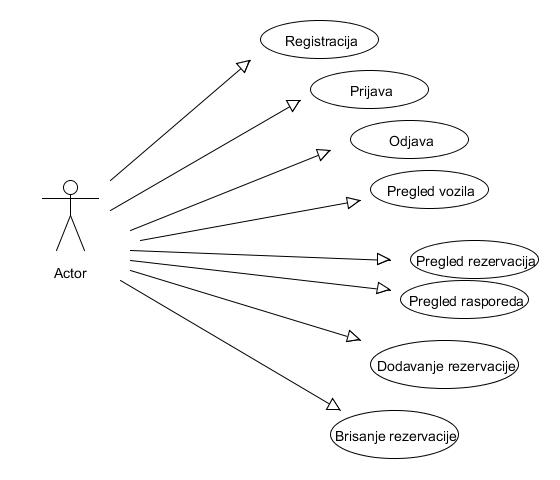 Registracija
Prijava
Odjava
Pregled vozila
Actor
Pregled rezervacija
Pregled rasporeda
Dodavanje rezervacije
Brisanje rezervacije